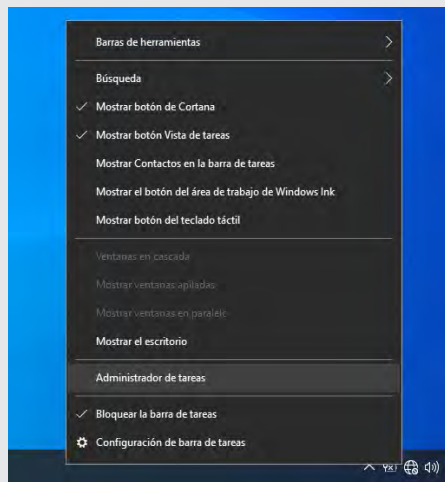 Barras de herramientas
Búsqueda
Mostrar botón de Cortana
Mostrar botón Vista de tareas
Mostrar Contactos en la barra de tareas
Mostrar el botón del área de trabajo de Windows Ink
Mostrar botón del teclado táctil
Ventanas en cascada
Mostrar ventanas apiladas
Mostrar ventanas en paralelo
Mostrar el escritorio
Administrador de tareas
Bloquear la barra de tareas
Configuración de barra de tareas